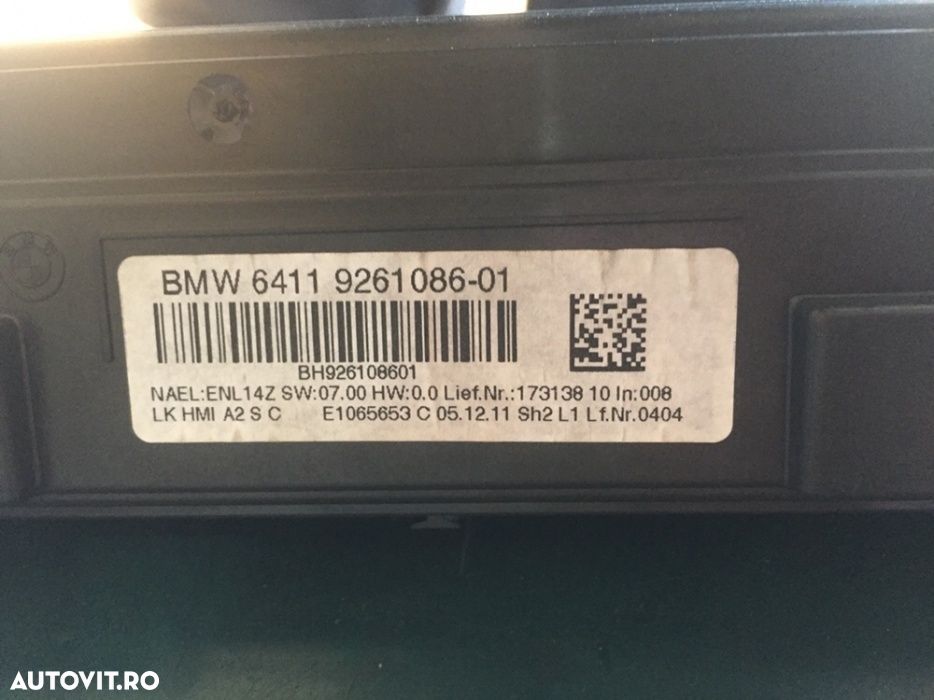 BMW 6411 9261086-01
BH926108601
NAEL:ENL14Z SW:07.00 HW:0.0 Lief.Nr.:173138 10 In:008
LK HMI A2 S C E1065653 C 05.12.11 Sh2 L1 Lf.Nr.0404
AUTOVIT.RO